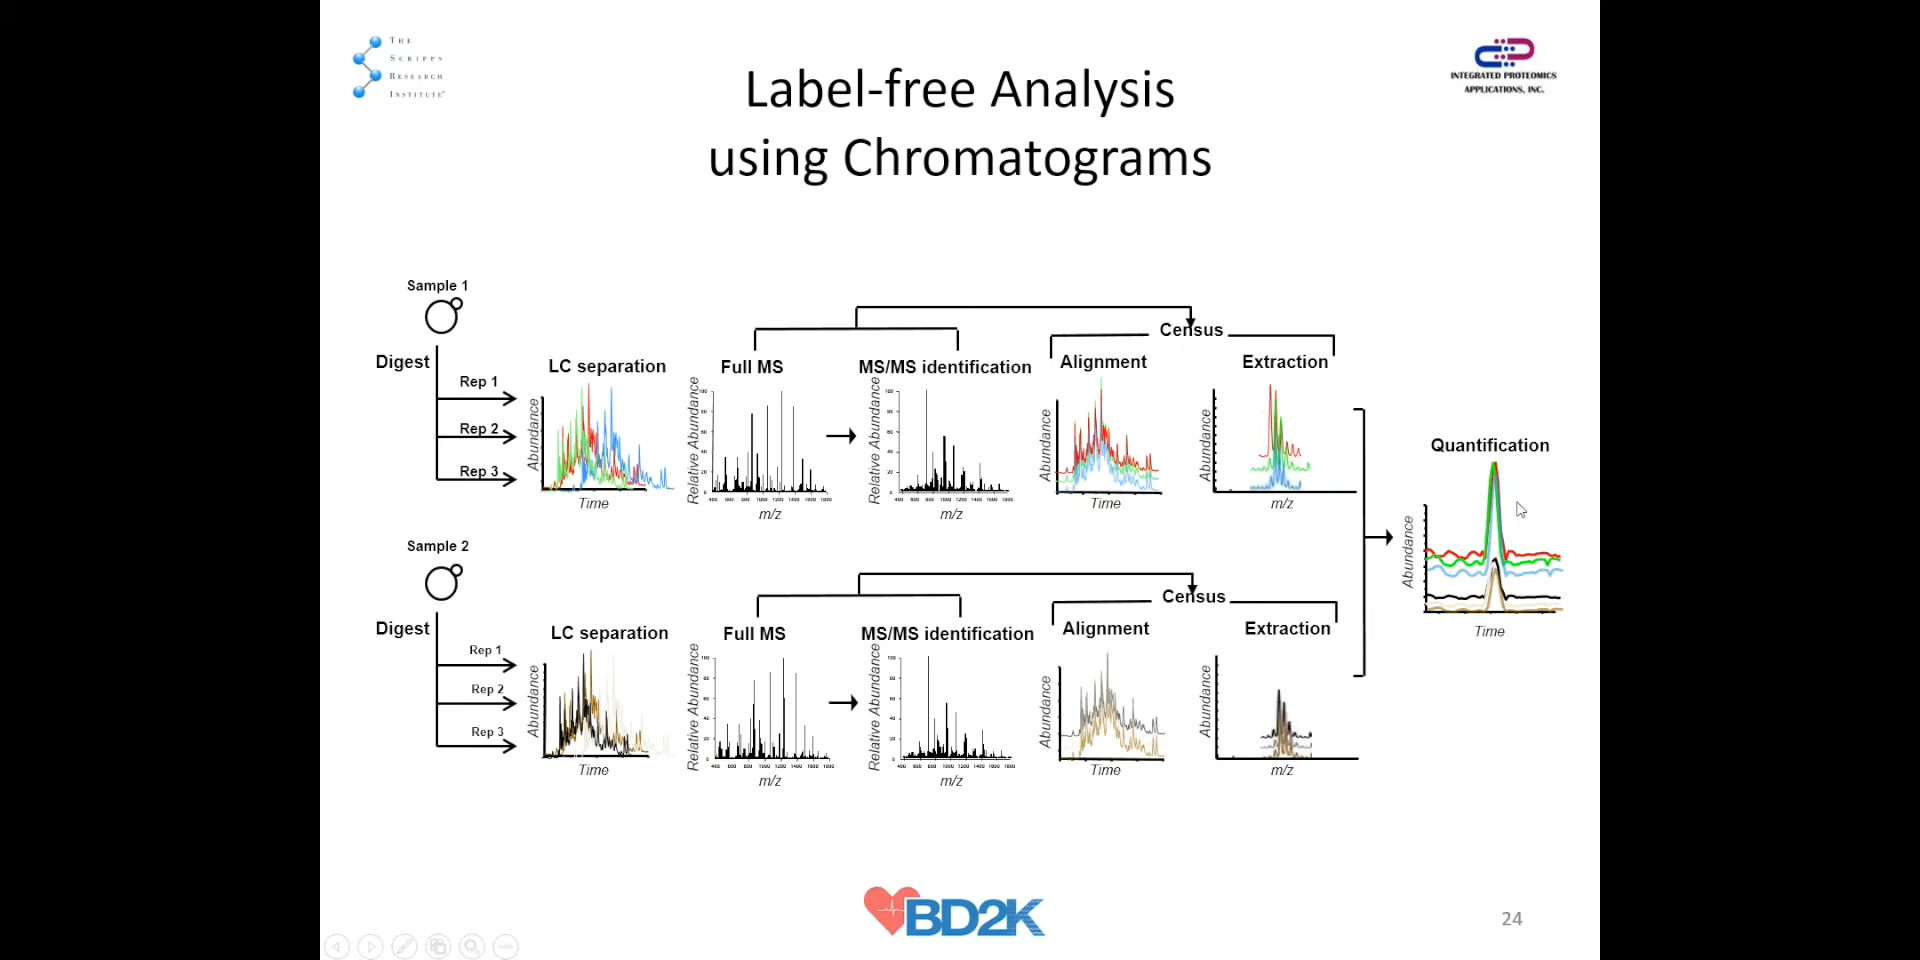 THE
SCRIPPS
RESEARCH
INSTITUTE
INTEGRATED PROTEOMICS
APPLICATIONS, INC.
Label-free Analysis
using Chromatograms
Sample 1
Digest
Rep 1
Rep 2
Rep 3
LC separation
Abundance
Time
Full MS
Relative Abundance
m/z
MS/MS identification
Relative Abundance
m/z
Census
Alignment
Abundance
Time
Extraction
Abundance
m/z
Quantification
Abundance
Time
Sample 2
Digest
Rep 1
Rep 2
Rep 3
LC separation
Abundance
Time
Full MS
Relative Abundance
m/z
MS/MS identification
Relative Abundance
m/z
Census
Alignment
Abundance
Time
Extraction
Abundance
m/z
BD2K
24